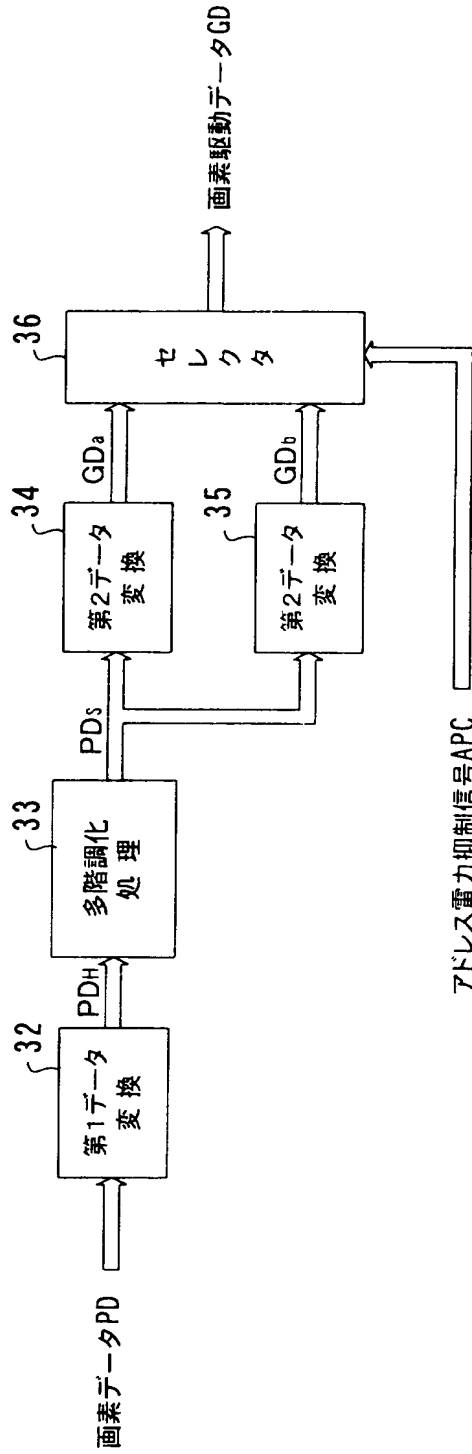 画素データPD
32
第1データ
変換
PDH
33
多階調化
処理
PDS
34
第2データ
変換
GDa
35
第2データ
変換
GDb
36
セレクタ
画素駆動データGD
アドレス電力抑制信号APC